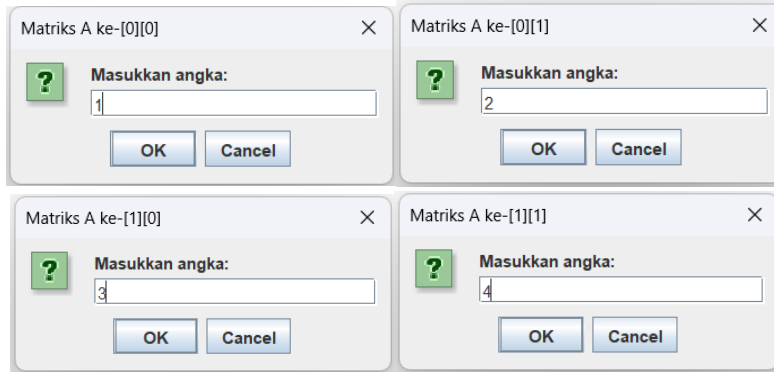 Matriks A ke-[0][0]
Masukkan angka:
1
OK Cancel
Matriks A ke-[0][1]
Masukkan angka:
2
OK Cancel
Matriks A ke-[1][0]
Masukkan angka:
3
OK Cancel
Matriks A ke-[1][1]
Masukkan angka:
4
OK Cancel